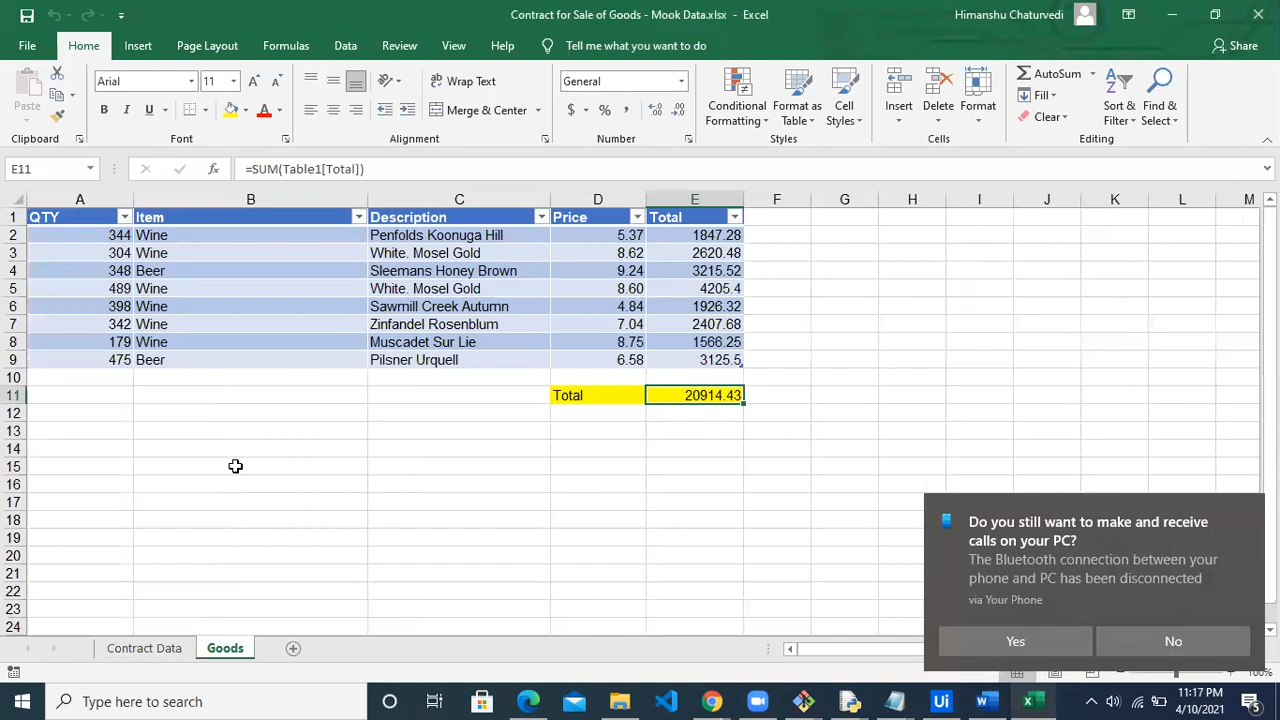 Contract for Sale of Goods - Mook Data.xlsx - Excel
Himanshu Chaturvedi
File Home Insert Page Layout Formulas Data Review View Help Tell me what you want to do Share
Paste
Clipboard
Arial 11
B I U
Font
Wrap Text
Merge & Center
Alignment
General
$ % ,
Number
Conditional Formatting
Format as Table
Cell Styles
Styles
Insert
Delete
Format
Cells
AutoSum
Fill
Clear
Sort & Filter
Find & Select
Editing
E11 fx =SUM(Table1[Total])
A B C D E F G H I J K L M
1 QTY Item Description Price Total
2 344 Wine Penfolds Koonuga Hill 5.37 1847.28
3 304 Wine White. Mosel Gold 8.62 2620.48
4 348 Beer Sleemans Honey Brown 9.24 3215.52
5 489 Wine White. Mosel Gold 8.60 4205.4
6 398 Wine Sawmill Creek Autumn 4.84 1926.32
7 342 Wine Zinfandel Rosenblum 7.04 2407.68
8 179 Wine Muscadet Sur Lie 8.75 1566.25
9 475 Beer Pilsner Urquell 6.58 3125.5
10
11 Total 20914.43
12
13
14
15
16
17
18
19
20
21
22
23
24
Do you still want to make and receive
calls on your PC?
The Bluetooth connection between your
phone and PC has been disconnected
via Your Phone
Yes No
Contract Data Goods
100%
Type here to search
Ui
11:17 PM
4/10/2021